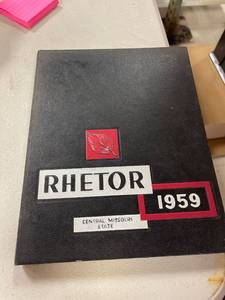 RHETOR
1959
CENTRAL MISSOURI
STATE